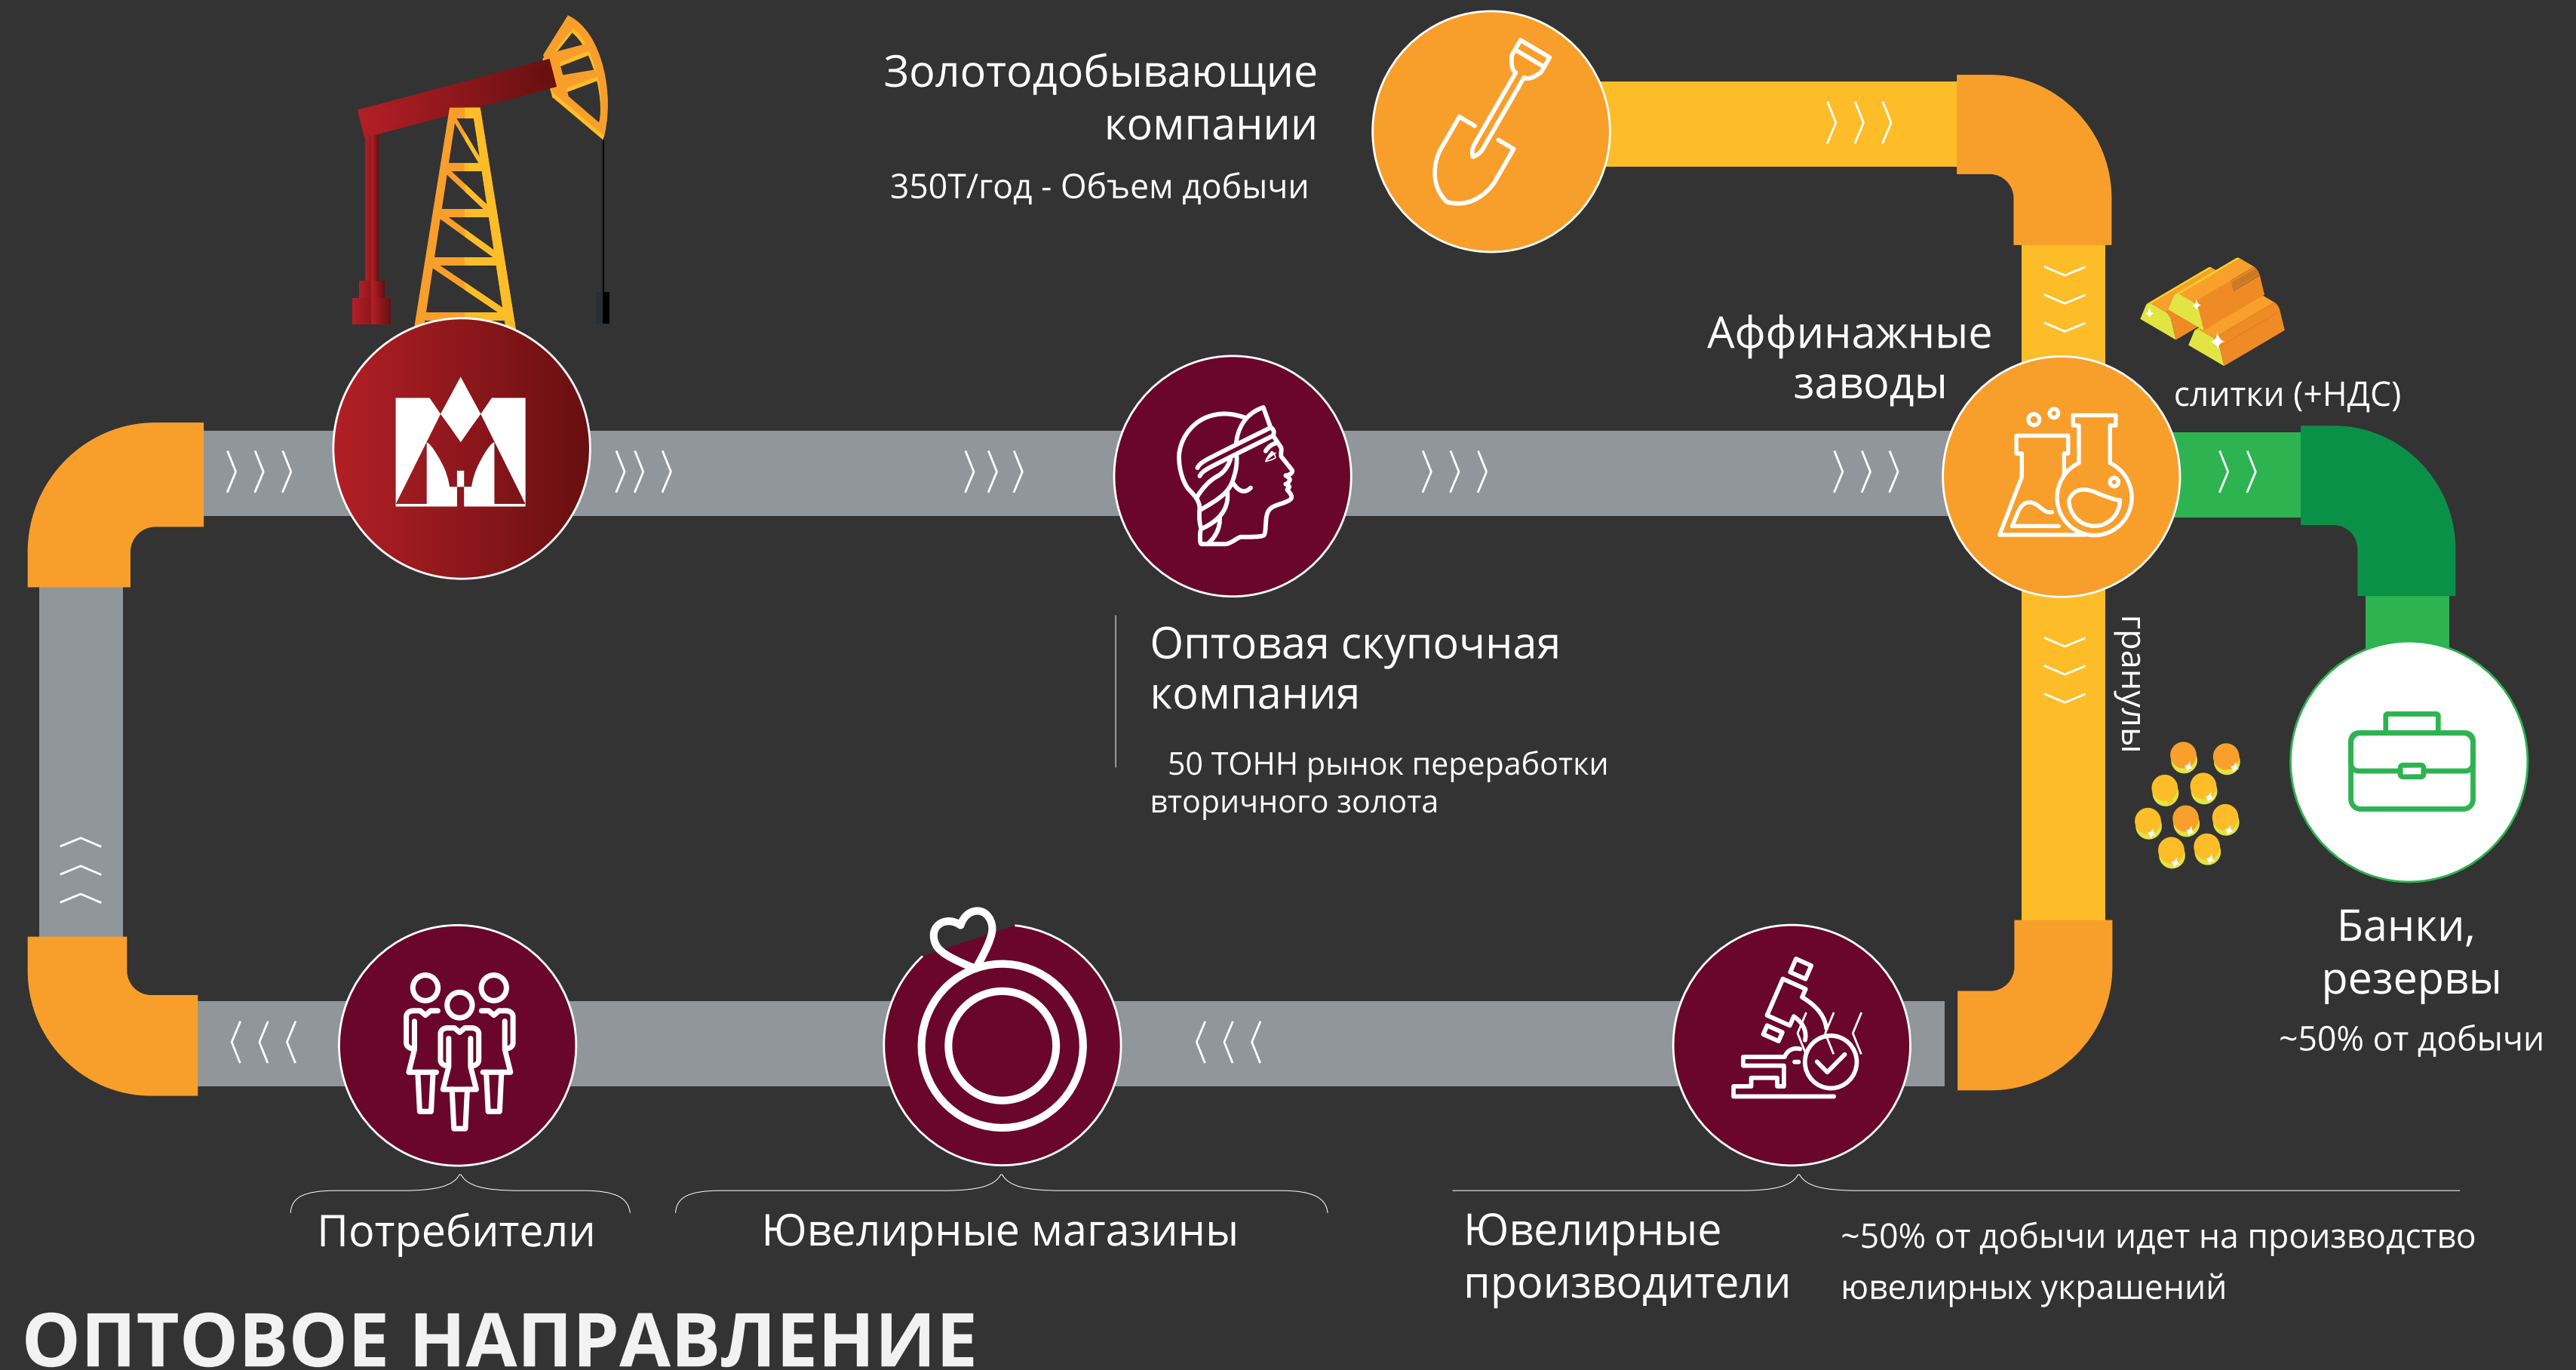 Золотодобывающие
компании
350Т/год - Объем добычи
Аффинажные
заводы
слитки (+НДС)
гранулы
Оптовая скупочная
компания
50 ТОНН рынок переработки
вторичного золота
Банки,
резервы
~50% от добычи
Потребители
Ювелирные магазины
Ювелирные
производители
~50% от добычи идет на производство
ювелирных украшений
ОПТОВОЕ НАПРАВЛЕНИЕ